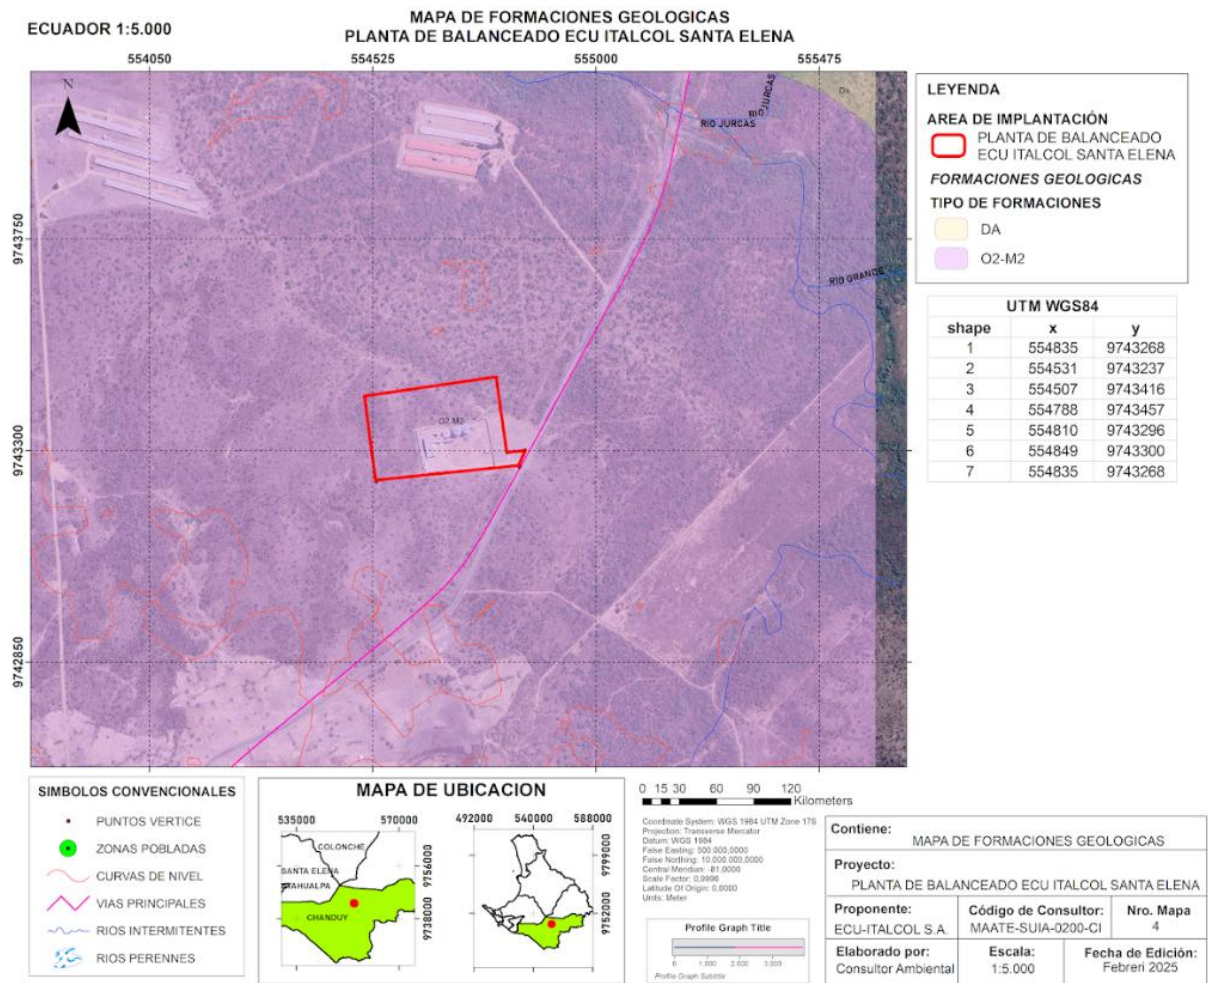 ECUADOR 1:5.000
MAPA DE FORMACIONES GEOLOGICAS
PLANTA DE BALANCEADO ECU ITALCOL SANTA ELENA
554050
554525
555000
555475
9743750
9743300
9742850
N
Da
RIO JURCAS
RIO JURCAS
RIO GRANDE
O2-M2
LEYENDA
AREA DE IMPLANTACIÓN
PLANTA DE BALANCEADO
ECU ITALCOL SANTA ELENA
FORMACIONES GEOLOGICAS
TIPO DE FORMACIONES
DA
O2-M2
UTM WGS84
shape x y
1 554835 9743268
2 554531 9743237
3 554507 9743416
4 554788 9743457
5 554810 9743296
6 554849 9743300
7 554835 9743268
SIMBOLOS CONVENCIONALES
PUNTOS VERTICE
ZONAS POBLADAS
CURVAS DE NIVEL
VIAS PRINCIPALES
RIOS INTERMITENTES
RIOS PERENNES
MAPA DE UBICACION
535000 570000
COLONCHE
SANTA ELENA
CHANDUY
9756000
9738000
492000 540000 588000
9799000
9752000
0 15 30 60 90 120
Kilometers
Coordinate System: WGS 1984 UTM Zone 17S
Projection: Transverse Mercator
Datum: WGS 1984
False Easting: 500.000,0000
False Northing: 10.000.000,0000
Central Meridian: -81,0000
Scale Factor: 0,9996
Latitude Of Origin: 0,0000
Units: Meter
Profile Graph Title
0 1.000 2.000 3.000
Profile Graph Subtitle
Contiene:
MAPA DE FORMACIONES GEOLOGICAS
Proyecto:
PLANTA DE BALANCEADO ECU ITALCOL SANTA ELENA
Proponente:
ECU-ITALCOL S.A.
Código de Consultor:
MAATE-SUIA-0200-CI
Nro. Mapa
4
Elaborado por:
Consultor Ambiental
Escala:
1:5.000
Fecha de Edición:
Febreri 2025